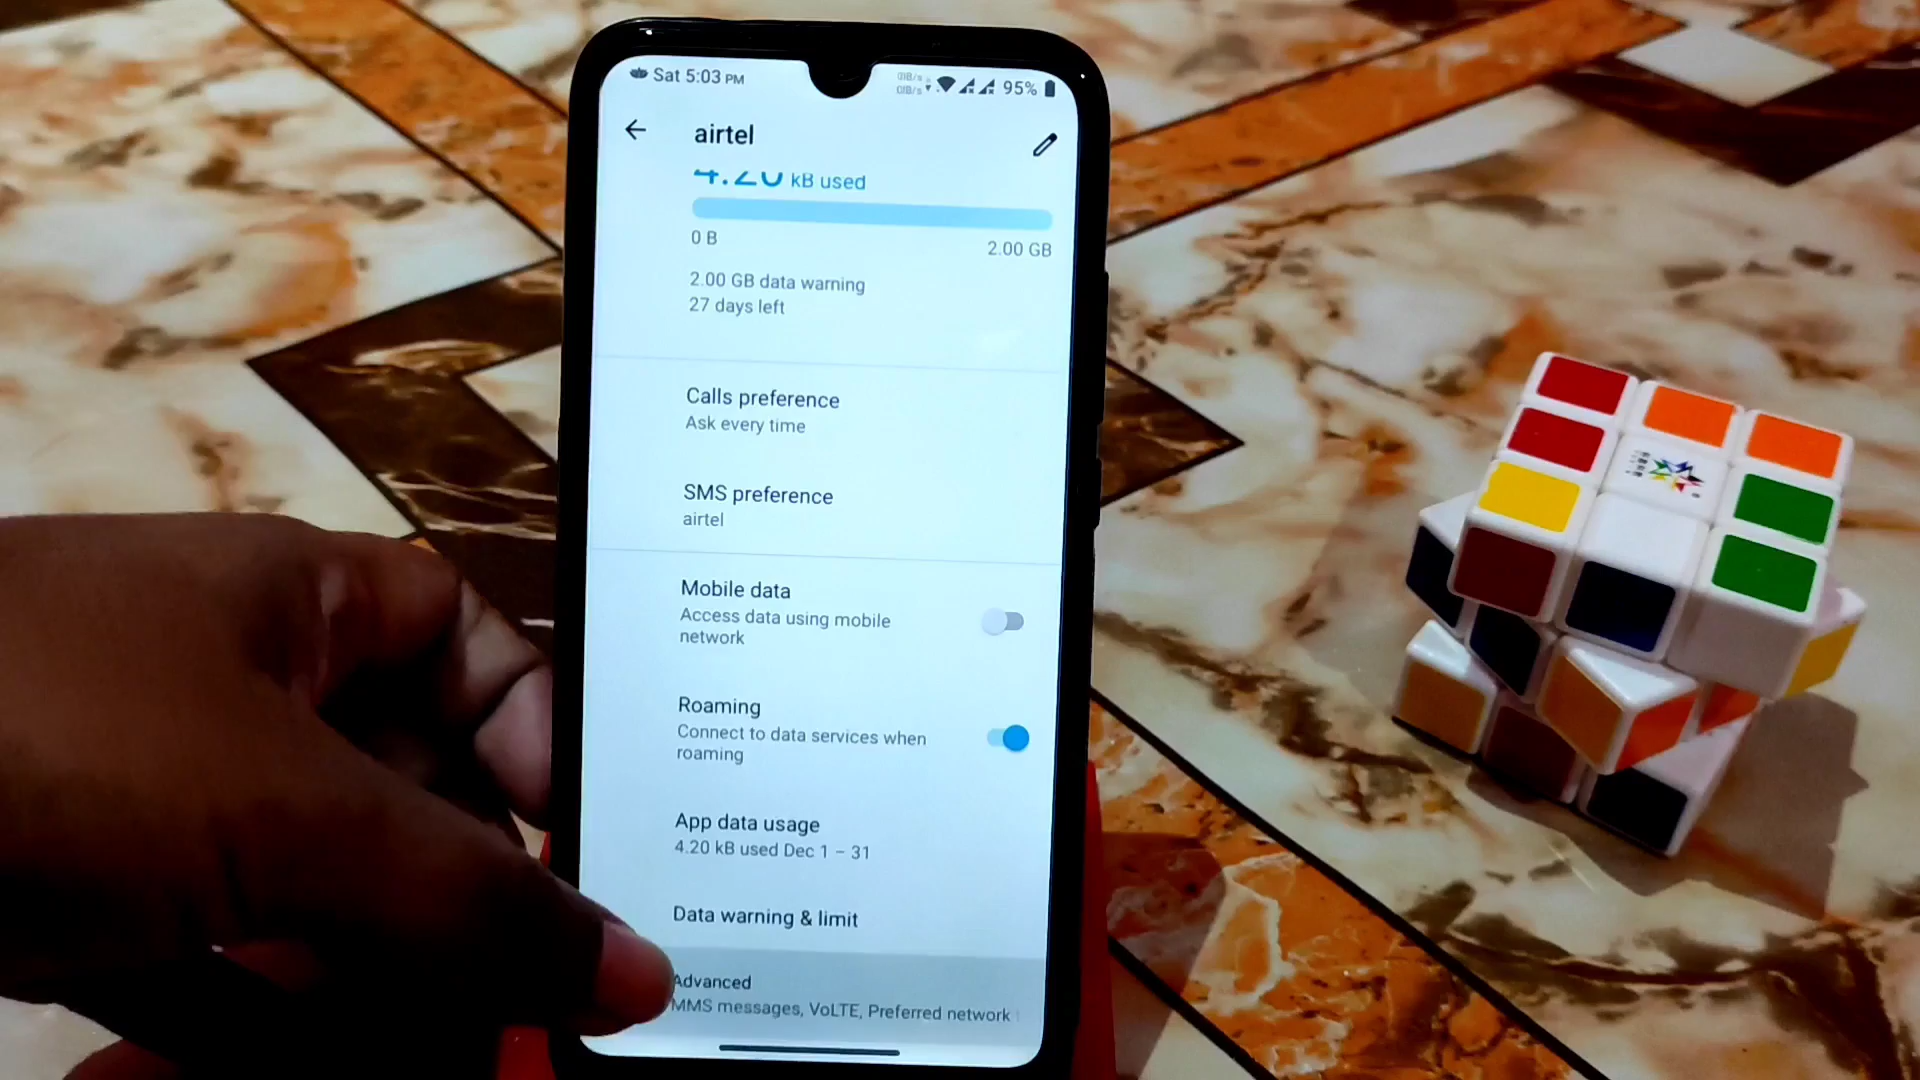 Sat 5:03 PM
95%
airtel
4.20 kB used
0 B
2.00 GB
2.00 GB data warning
27 days left
Calls preference
Ask every time
SMS preference
airtel
Mobile data
Access data using mobile
network
Roaming
Connect to data services when
roaming
App data usage
4.20 kB used Dec 1 – 31
Data warning & limit
Advanced
MMS messages, VoLTE, Preferred network